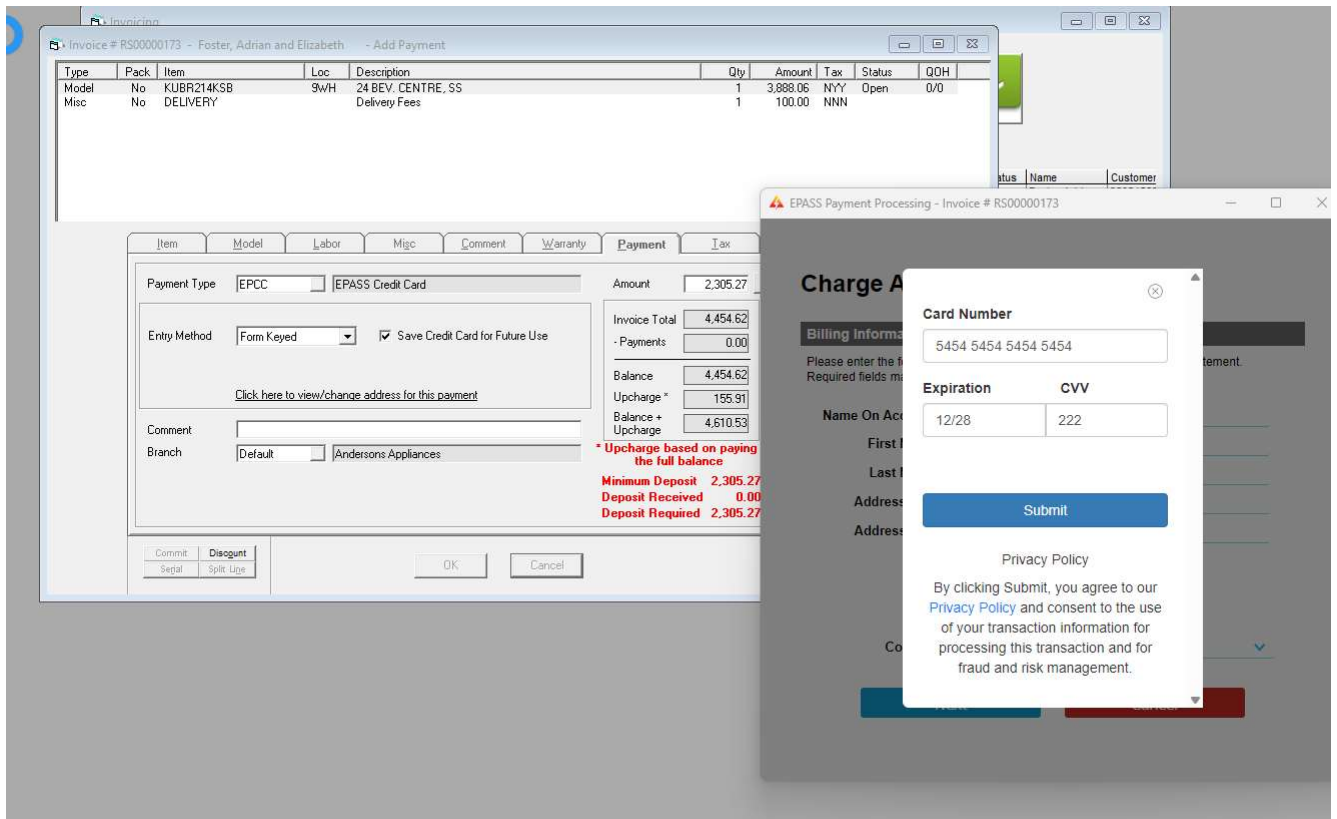 Invoicing
Invoice # RS00000173 - Foster, Adrian and Elizabeth - Add Payment
Type Pack Item Loc Description Qty Amount Tax Status QOH
Model No KUBR214KSB 9WH 24 BEV. CENTRE, SS 1 3,888.06 NYY Open 0/0
Misc No DELIVERY Delivery Fees 1 100.00 NNN
Name Customer
Item Model Labor Misc Comment Warranty Payment Tax
Payment Type EPCC EPASS Credit Card
Entry Method Form Keyed Save Credit Card for Future Use
Click here to view/change address for this payment
Comment
Branch Default Andersons Appliances
Amount 2,305.27
Invoice Total 4,454.62
- Payments 0.00
Balance 4,454.62
Upcharge * 155.91
Balance +
Upcharge 4,610.53
* Upcharge based on paying
the full balance
Minimum Deposit 2,305.27
Deposit Received 0.00
Deposit Required 2,305.27
Commit Discount
Serial Split Line
OK Cancel
EPASS Payment Processing - Invoice # RS00000173
Charge A
Billing Informa
Please enter the f tement.
Required fields m
Name On Acc
First
Last
Address
Address
Co
Card Number
5454 5454 5454 5454
Expiration CVV
12/28 222
Submit
Privacy Policy
By clicking Submit, you agree to our
Privacy Policy and consent to the use
of your transaction information for
processing this transaction and for
fraud and risk management.